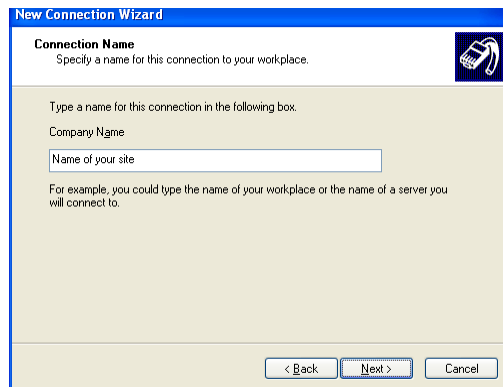 New Connection Wizard
Connection Name
Specify a name for this connection to your workplace.
Type a name for this connection in the following box.
Company Name
Name of your site
For example, you could type the name of your workplace or the name of a server you
will connect to.
< Back Next > Cancel